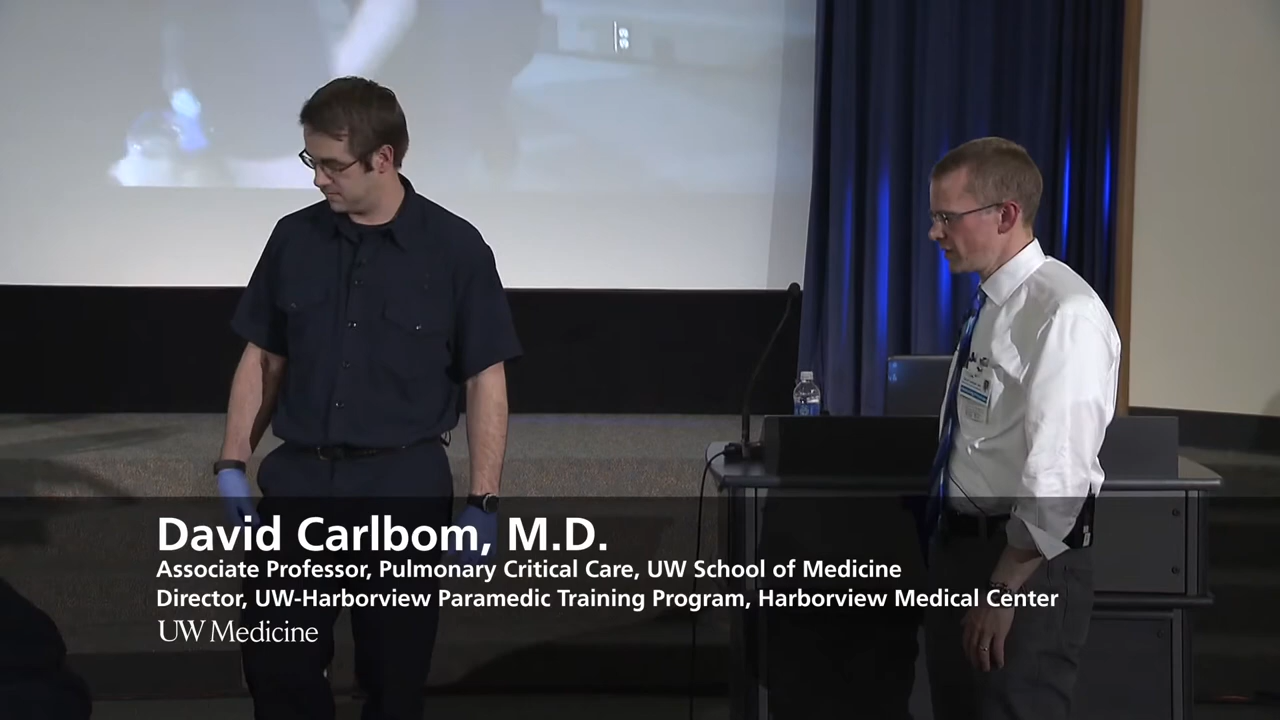 David Carlbom, M.D.
Associate Professor, Pulmonary Critical Care, UW School of Medicine
Director, UW-Harborview Paramedic Training Program, Harborview Medical Center
UW Medicine